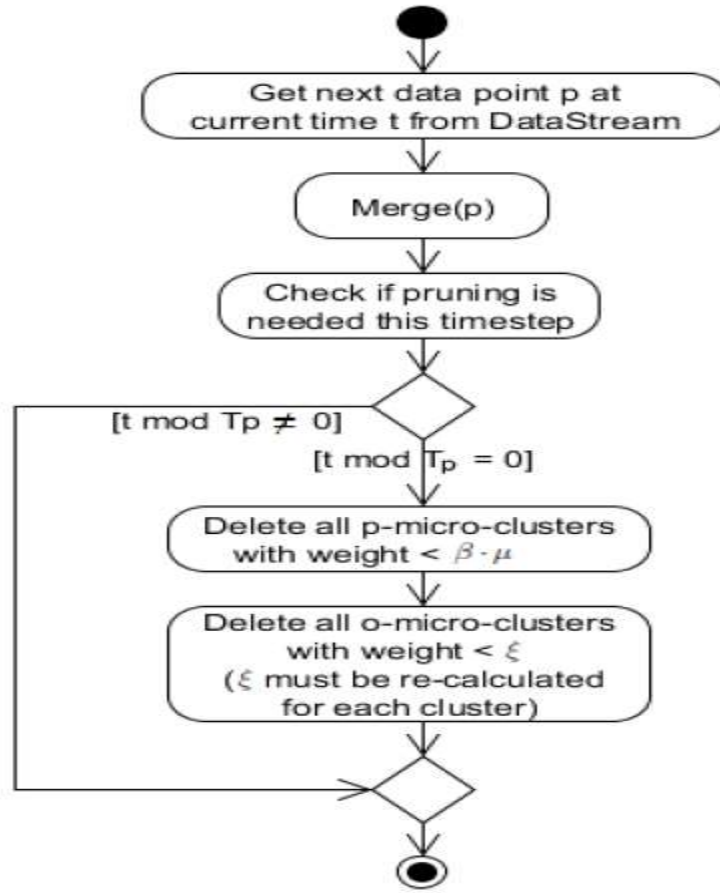 Get next data point p at
current time t from DataStream
Merge(p)
Check if pruning is
needed this timestep
[t mod Tp ≠ 0]
[t mod Tp = 0]
Delete all p-micro-clusters
with weight < β · μ
Delete all o-micro-clusters
with weight < ξ
(ξ must be re-calculated
for each cluster)